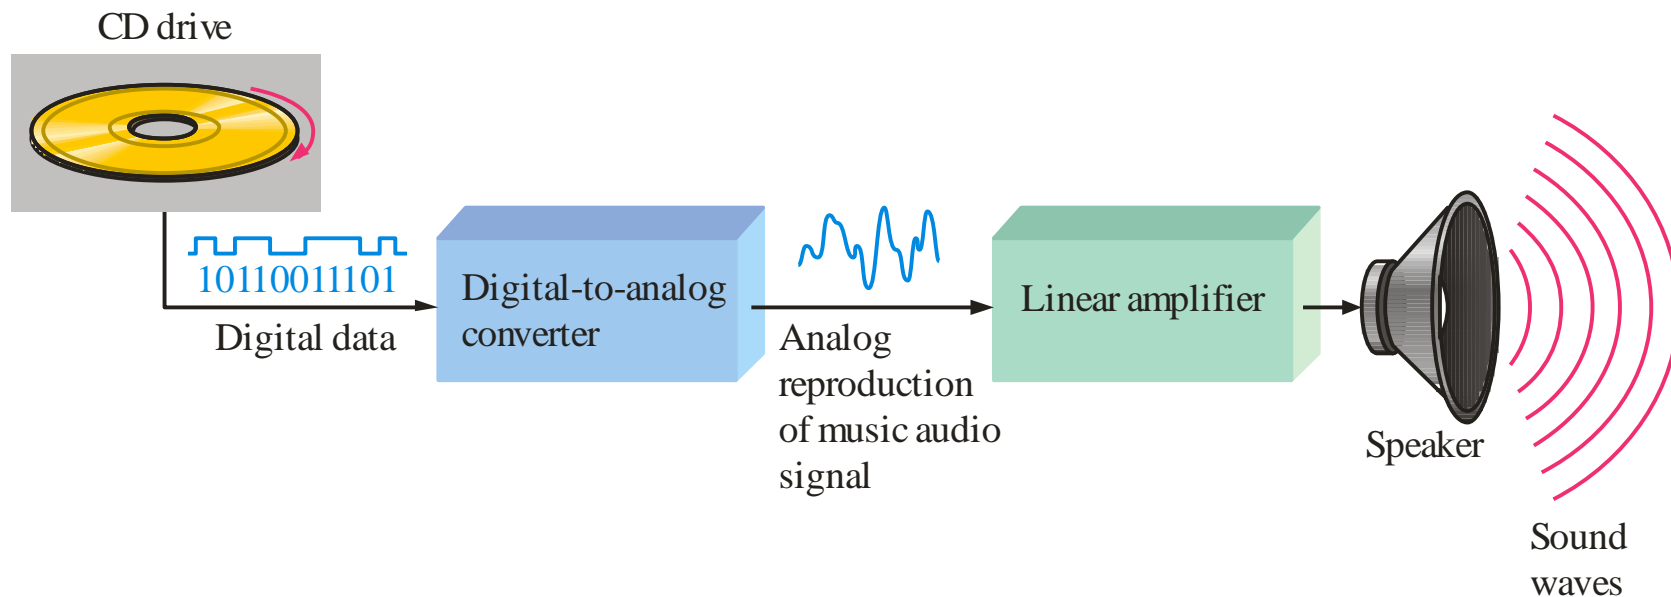 CD drive
10110011101
Digital data
Digital-to-analog
converter
Analog
reproduction
of music audio
signal
Linear amplifier
Speaker
Sound
waves